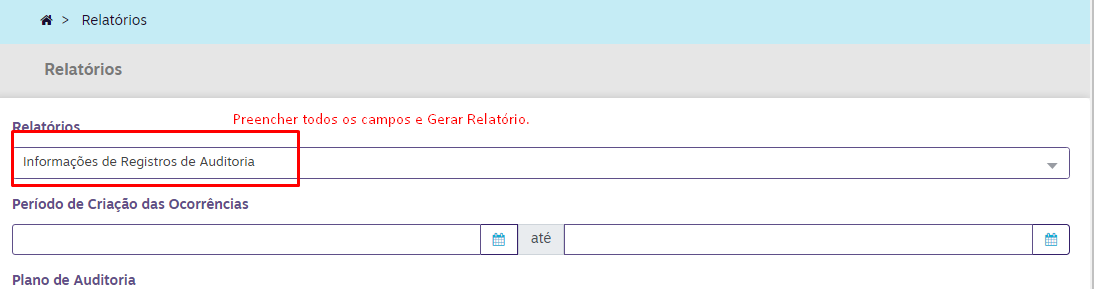 > Relatórios
Relatórios
Preencher todos os campos e Gerar Relatório.
Relatórios
Informações de Registros de Auditoria
Período de Criação das Ocorrências
até
Plano de Auditoria